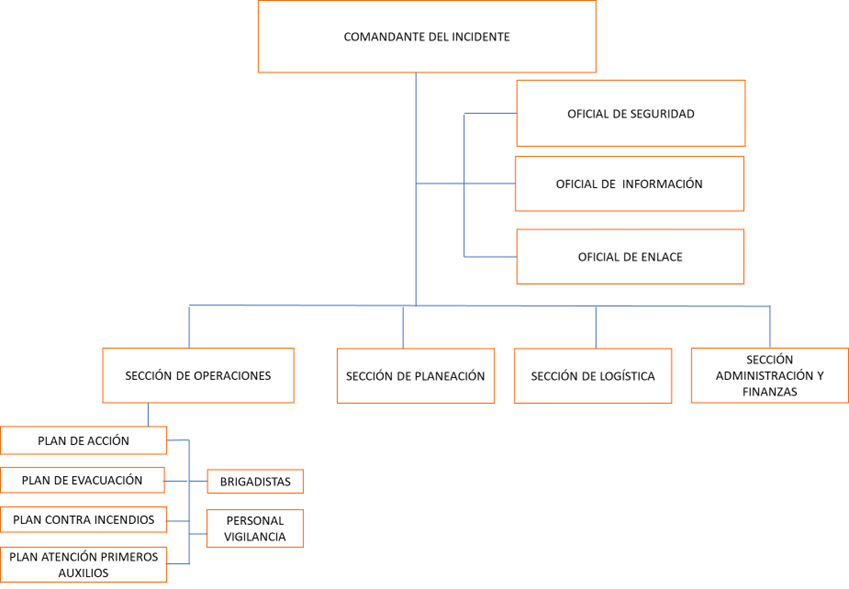 COMANDANTE DEL INCIDENTE
OFICIAL DE SEGURIDAD
OFICIAL DE INFORMACIÓN
OFICIAL DE ENLACE
SECCIÓN DE OPERACIONES
SECCIÓN DE PLANEACIÓN
SECCIÓN DE LOGÍSTICA
SECCIÓN
ADMINISTRACIÓN Y
FINANZAS
PLAN DE ACCIÓN
PLAN DE EVACUACIÓN
PLAN CONTRA INCENDIOS
PLAN ATENCIÓN PRIMEROS
AUXILIOS
BRIGADISTAS
PERSONAL
VIGILANCIA